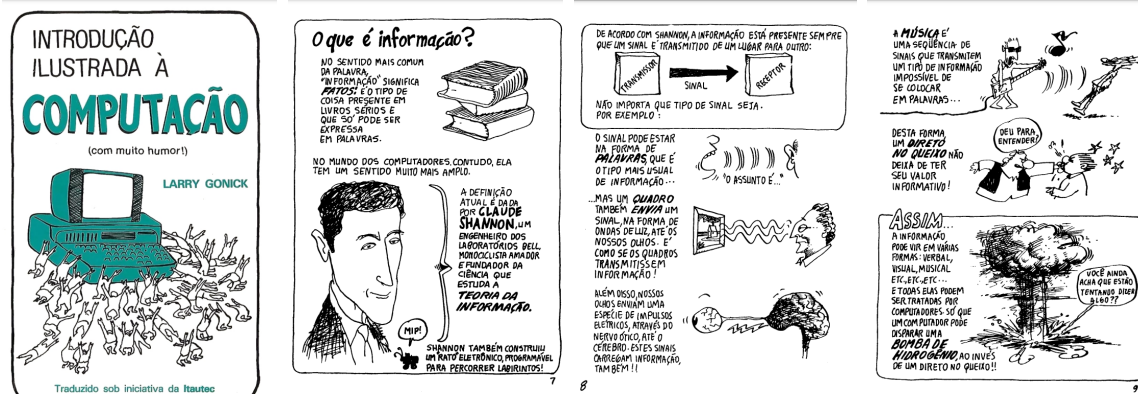 INTRODUÇÃO
ILUSTRADA À
COMPUTAÇÃO
(com muito humor!)
LARRY GONICK
Traduzido sob iniciativa da Itautec
O que é informação?
NO SENTIDO MAIS COMUM
DA PALAVRA,
"INFORMAÇÃO" SIGNIFICA
FATOS: É O TIPO DE
COISA PRESENTE EM
LIVROS SÉRIOS E
QUE SO' PODE SER
EXPRESSA
EM PALAVRAS.
NO MUNDO DOS COMPUTADORES, CONTUDO, ELA
TEM UM SENTIDO MUITO MAIS AMPLO.
A DEFINIÇÃO
ATUAL É DADA
POR CLAUDE
SHANNON, UM
ENGENHEIRO DOS
LABORATÓRIOS BELL,
MONOCICLISTA AMADOR
E FUNDADOR DA
CIÊNCIA QUE
ESTUDA A
TEORIA DA
INFORMAÇÃO.
MIP!
SHANNON TAMBÉM CONSTRUIU
UM RATO ELETRÔNICO, PROGRAMÁVEL
PARA PERCORRER LABIRINTOS!!
7
DE ACORDO COM SHANNON, A INFORMAÇÃO ESTÁ PRESENTE SEMPRE
QUE UM SINAL É TRANSMITIDO DE UM LUGAR PARA OUTRO:
TRANSMISSOR
SINAL
RECEPTOR
NÃO IMPORTA QUE TIPO DE SINAL SEJA.
POR EXEMPLO:
O SINAL PODE ESTAR
NA FORMA DE
PALAVRAS, QUE É
O TIPO MAIS USUAL
DE INFORMAÇÃO...
"O ASSUNTO É..."
...MAS UM QUADRO
TAMBÉM ENVIA UM
SINAL, NA FORMA DE
ONDAS DE LUZ, ATÉ OS
NOSSOS OLHOS. É
COMO SE OS QUADROS
TRANSMITISSEM
INFORMAÇÃO!
ALÉM DISSO, NOSSOS
OLHOS ENVIAM UMA
ESPÉCIE DE IMPULSOS
ELÉTRICOS, ATRAVÉS DO
NERVO ÓTICO, ATÉ O
CÉREBRO. ESTES SINAIS
CARREGAM INFORMAÇÃO,
TAMBÉM!!
8
A MÚSICA E'
UMA SEQÜÊNCIA DE
SINAIS QUE TRANSMITEM
UM TIPO DE INFORMAÇÃO
IMPOSSÍVEL DE
SE COLOCAR
EM PALAVRAS...
DESTA FORMA,
UM DIRETO
NO QUEIXO NÃO
DEIXA DE TER
SEU VALOR
INFORMATIVO!
DEU PARA
ENTENDER?
ASSIM...
A INFORMAÇÃO
PODE VIR EM VÁRIAS
FORMAS: VERBAL,
VISUAL, MUSICAL
ETC, ETC, ETC...
E TODAS ELAS PODEM
SER TRATADAS POR
COMPUTADORES. SÓ QUE
UM COMPUTADOR PODE
DISPARAR UMA
BOMBA DE
HIDROGÊNIO, AO INVÉS
DE UM DIRETO NO QUEIXO!!
VOCÊ AINDA
ACHA QUE ESTÃO
TENTANDO DIZER
ALGO??
9